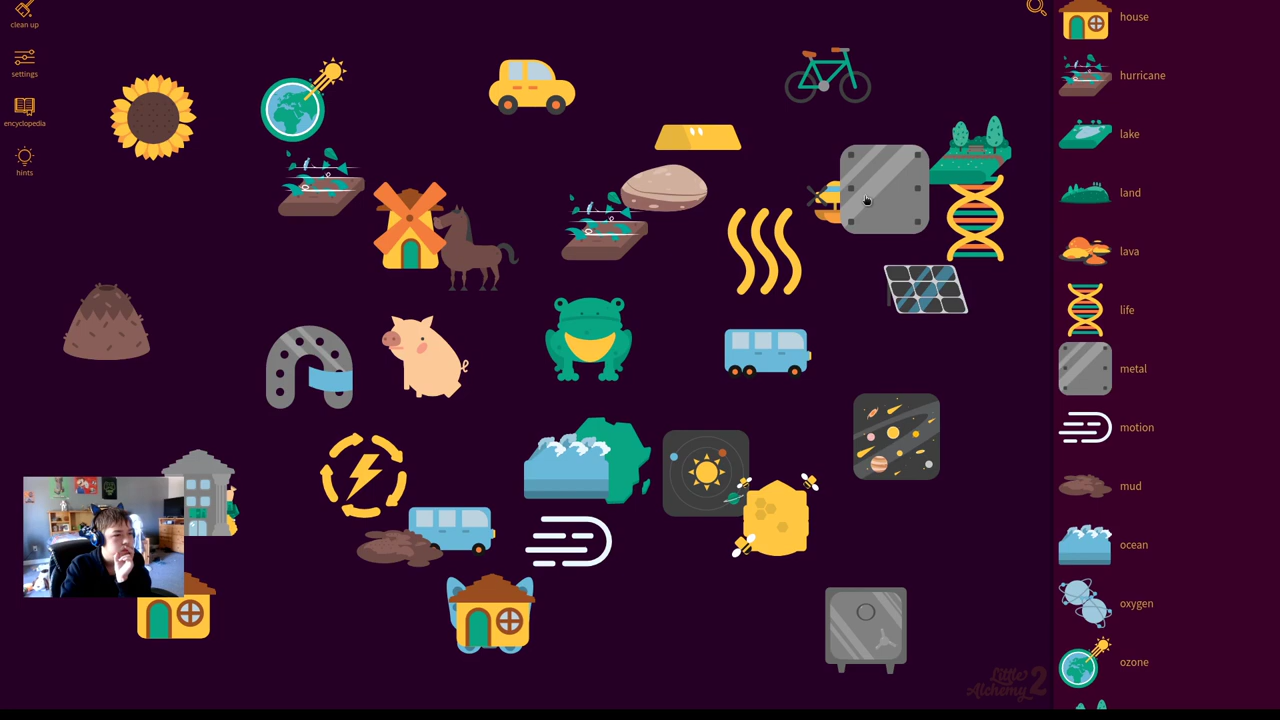 clean up
settings
encyclopedia
hints
house
hurricane
lake
land
lava
life
metal
motion
mud
ocean
oxygen
ozone
Little
Alchemy 2